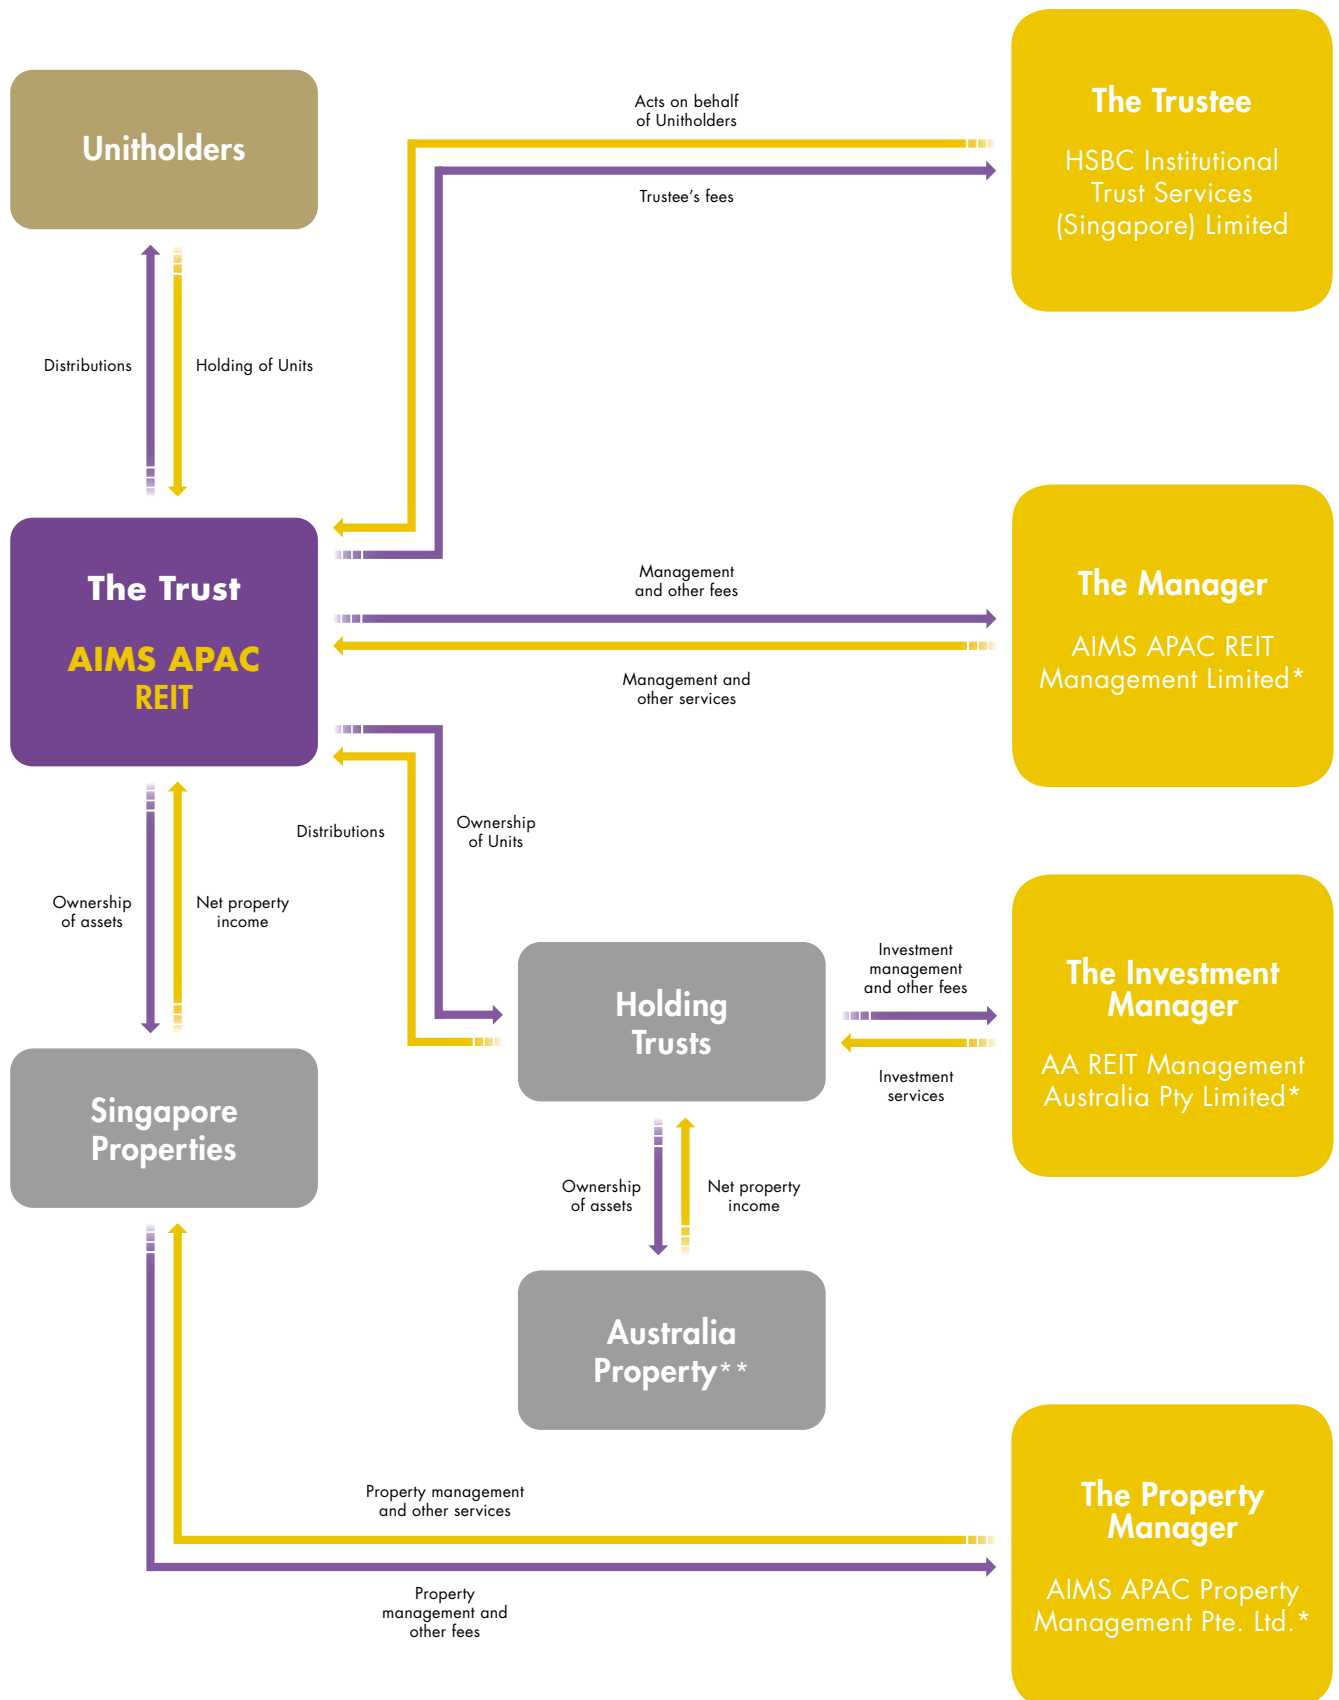 Unitholders
Acts on behalf
of Unitholders
Trustee's fees
The Trustee
HSBC Institutional
Trust Services
(Singapore) Limited
Distributions
Holding of Units
The Trust
AIMS APAC
REIT
Management
and other fees
Management and
other services
The Manager
AIMS APAC REIT
Management Limited*
Distributions
Ownership
of Units
Ownership
of assets
Net property
income
Holding
Trusts
Investment
management
and other fees
Investment
services
The Investment
Manager
AA REIT Management
Australia Pty Limited*
Singapore
Properties
Ownership
of assets
Net property
income
Australia
Property**
Property management
and other services
Property
management and
other fees
The Property
Manager
AIMS APAC Property
Management Pte. Ltd.*